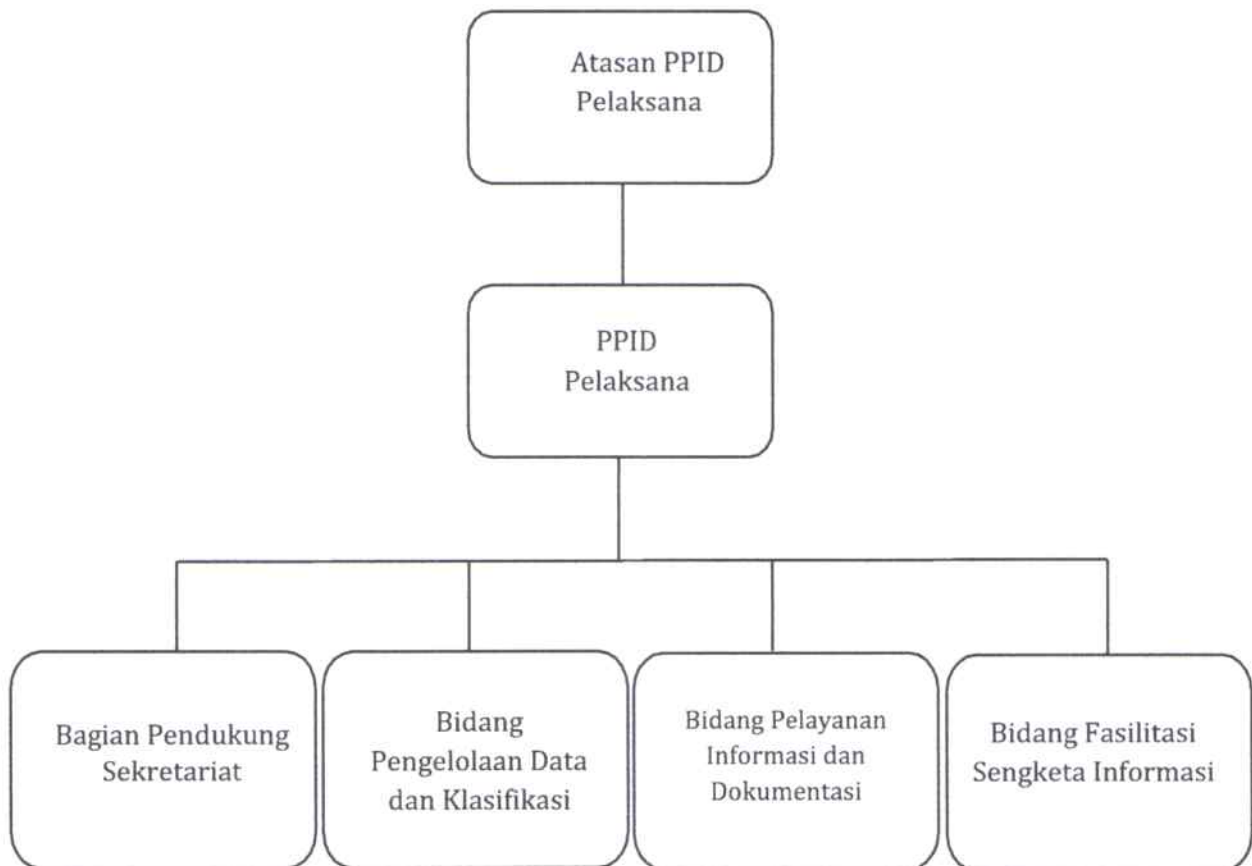 Atasan PPID
Pelaksana
PPID
Pelaksana
Bagian Pendukung
Sekretariat
Bidang
Pengelolaan Data
dan Klasifikasi
Bidang Pelayanan
Informasi dan
Dokumentasi
Bidang Fasilitasi
Sengketa Informasi